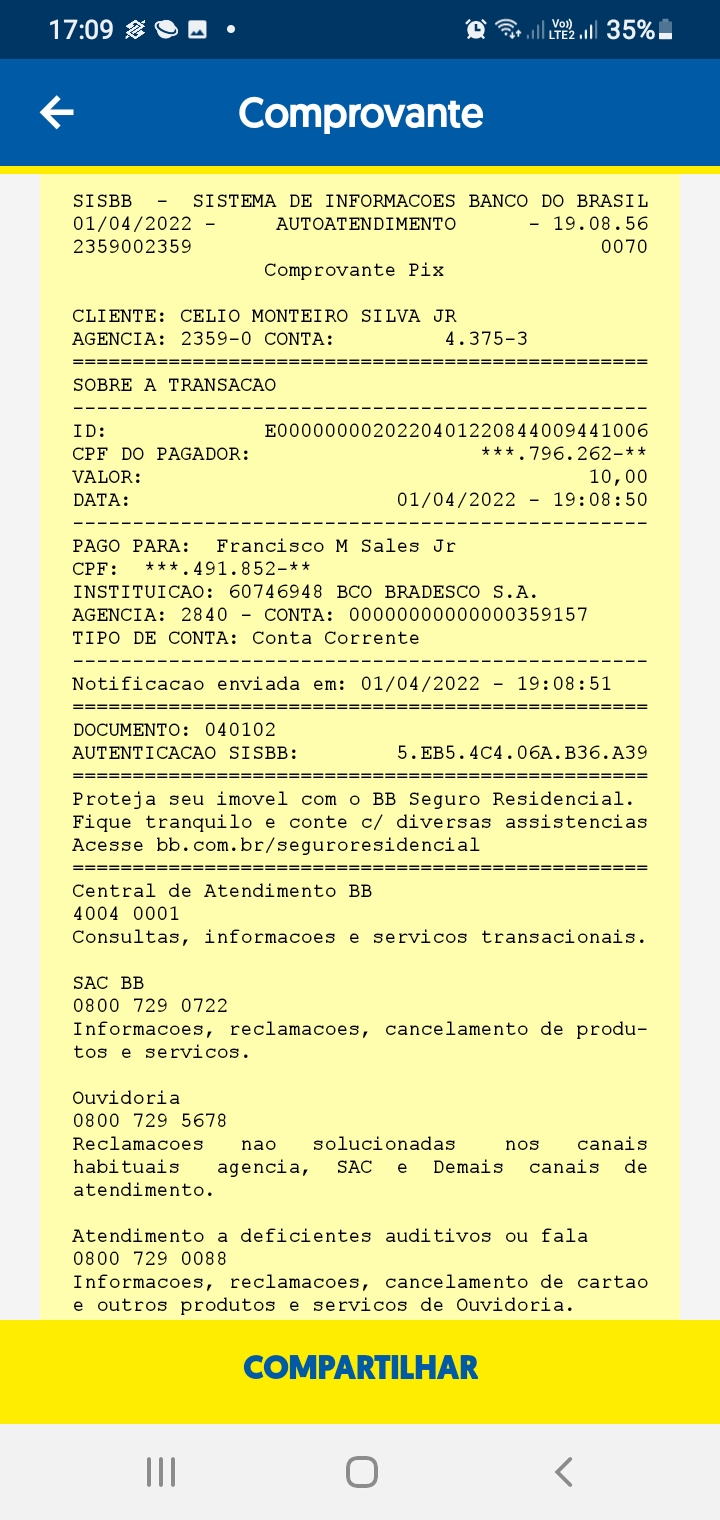 17:09
Vo))
LTE2
35%
Comprovante
SISBB - SISTEMA DE INFORMACOES BANCO DO BRASIL
01/04/2022 - AUTOATENDIMENTO - 19.08.56
2359002359 0070
Comprovante Pix
CLIENTE: CELIO MONTEIRO SILVA JR
AGENCIA: 2359-0 CONTA: 4.375-3
================================================
SOBRE A TRANSACAO
------------------------------------------------
ID: E00000000202204012208440094​41006
CPF DO PAGADOR: ***.796.262-**
VALOR: 10,00
DATA: 01/04/2022 - 19:08:50
------------------------------------------------
PAGO PARA: Francisco M Sales Jr
CPF: ***.491.852-**
INSTITUICAO: 60746948 BCO BRADESCO S.A.
AGENCIA: 2840 - CONTA: 00000000000000359157
TIPO DE CONTA: Conta Corrente
------------------------------------------------
Notificacao enviada em: 01/04/2022 - 19:08:51
================================================
DOCUMENTO: 040102
AUTENTICACAO SISBB: 5.EB5.4C4.06A.B36.A39
================================================
Proteja seu imovel com o BB Seguro Residencial.
Fique tranquilo e conte c/ diversas assistencias
Acesse bb.com.br/seguroresidencial
================================================
Central de Atendimento BB
4004 0001
Consultas, informacoes e servicos transacionais.
SAC BB
0800 729 0722
Informacoes, reclamacoes, cancelamento de produ-
tos e servicos.
Ouvidoria
0800 729 5678
Reclamacoes nao solucionadas nos canais
habituais agencia, SAC e Demais canais de
atendimento.
Atendimento a deficientes auditivos ou fala
0800 729 0088
Informacoes, reclamacoes, cancelamento de cartao
e outros produtos e servicos de Ouvidoria.
COMPARTILHAR